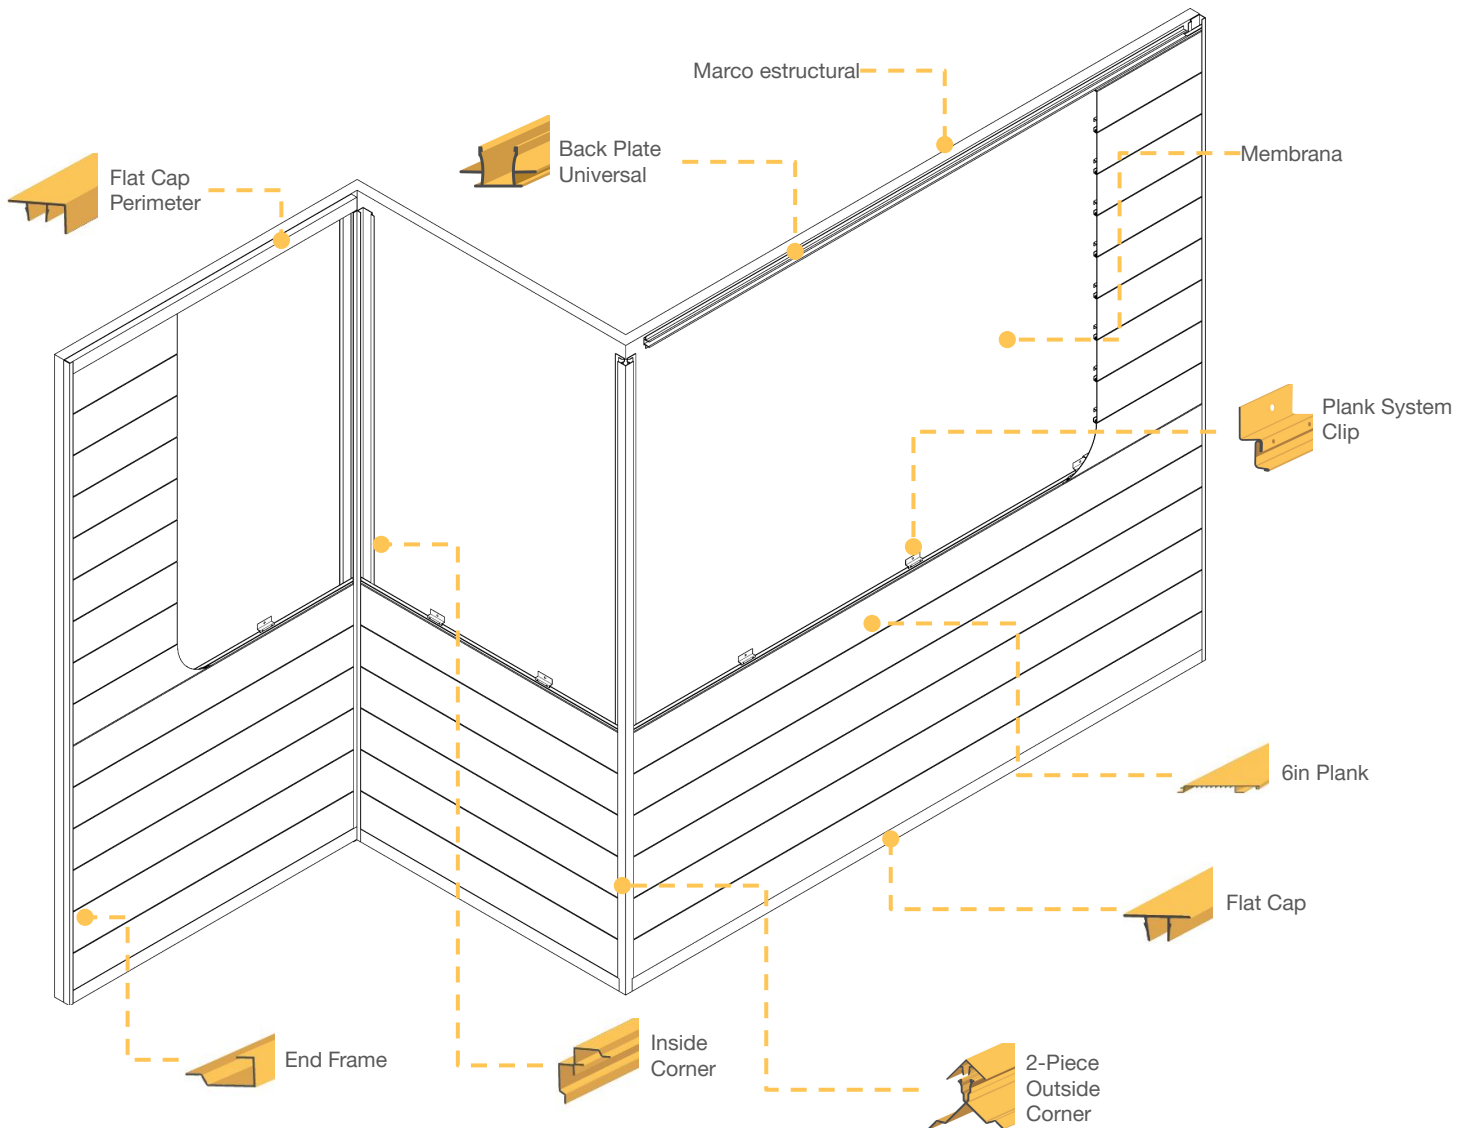 Marco estructural
Back Plate
Universal
Membrana
Flat Cap
Perimeter
Plank System
Clip
6in Plank
Flat Cap
End Frame
Inside
Corner
2-Piece
Outside
Corner